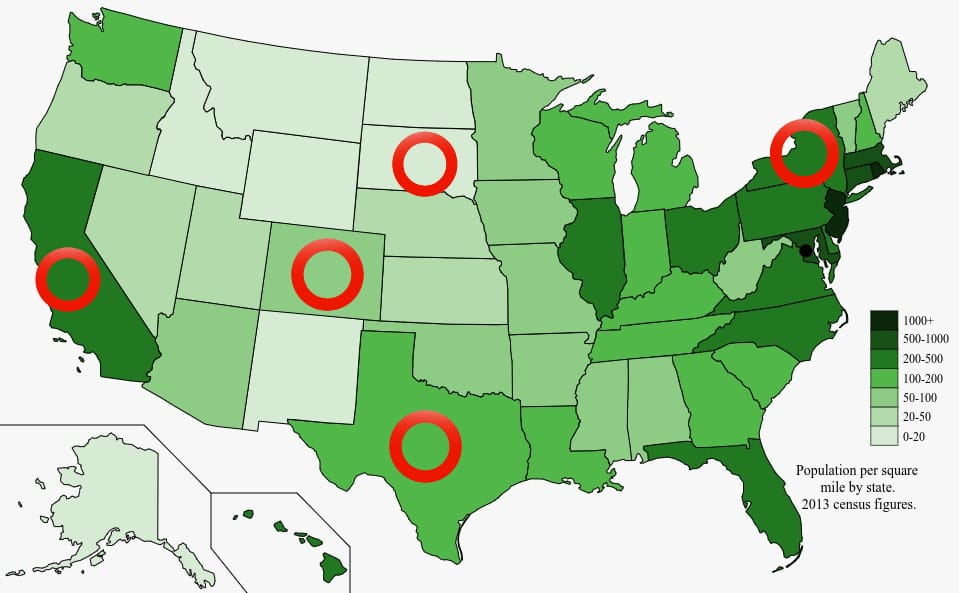 1000+
500-1000
200-500
100-200
50-100
20-50
0-20
Population per square
mile by state.
2013 census figures.